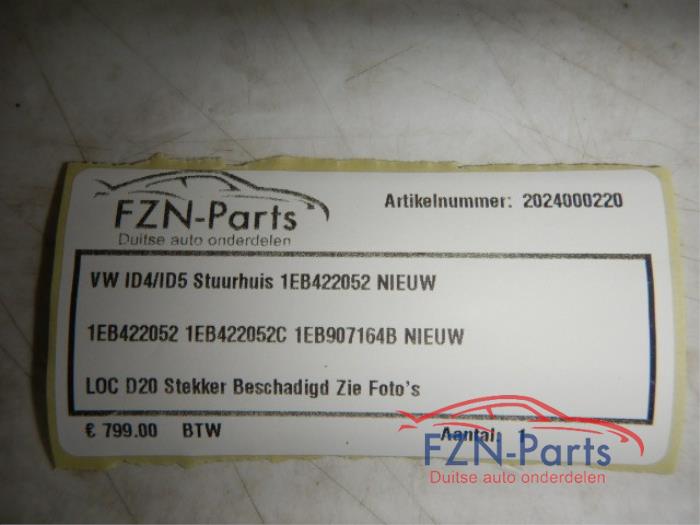 FZN-Parts
Duitse auto onderdelen
Artikelnummer: 2024000220
VW ID4/ID5 Stuurhuis 1EB422052 NIEUW
1EB422052 1EB422052C 1EB907164B NIEUW
LOC D20 Stekker Beschadigd Zie Foto's
€ 799.00 BTW
Aantal: 1
FZN-Parts
Duitse auto onderdelen